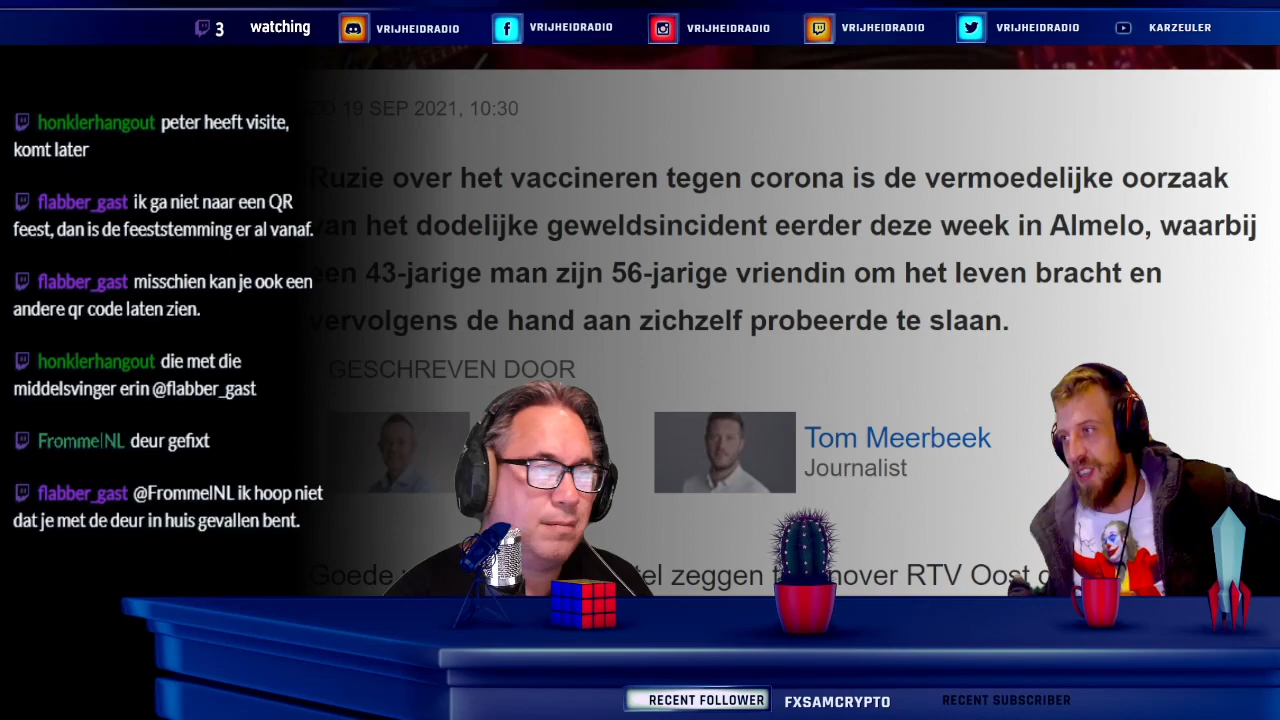 3 watching VRIJHEIDRADIO VRIJHEIDRADIO VRIJHEIDRADIO VRIJHEIDRADIO VRIJHEIDRADIO KARZEULER
ZO 19 SEP 2021, 10:30
Ruzie over het vaccineren tegen corona is de vermoedelijke oorzaak
van het dodelijke geweldsincident eerder deze week in Almelo, waarbij
een 43-jarige man zijn 56-jarige vriendin om het leven bracht en
vervolgens de hand aan zichzelf probeerde te slaan.
GESCHREVEN DOOR
Tom Meerbeek
Journalist
Goede zeggen over RTV Oost
honklerhangout peter heeft visite,
komt later
flabber_gast ik ga niet naar een QR
feest, dan is de feeststemming er al vanaf.
flabber_gast misschien kan je ook een
andere qr code laten zien.
honklerhangout die met die
middelsvinger erin @flabber_gast
FrommelNL deur gefixt
flabber_gast @FrommelNL ik hoop niet
dat je met de deur in huis gevallen bent.
RECENT FOLLOWER FXSAMCRYPTO RECENT SUBSCRIBER